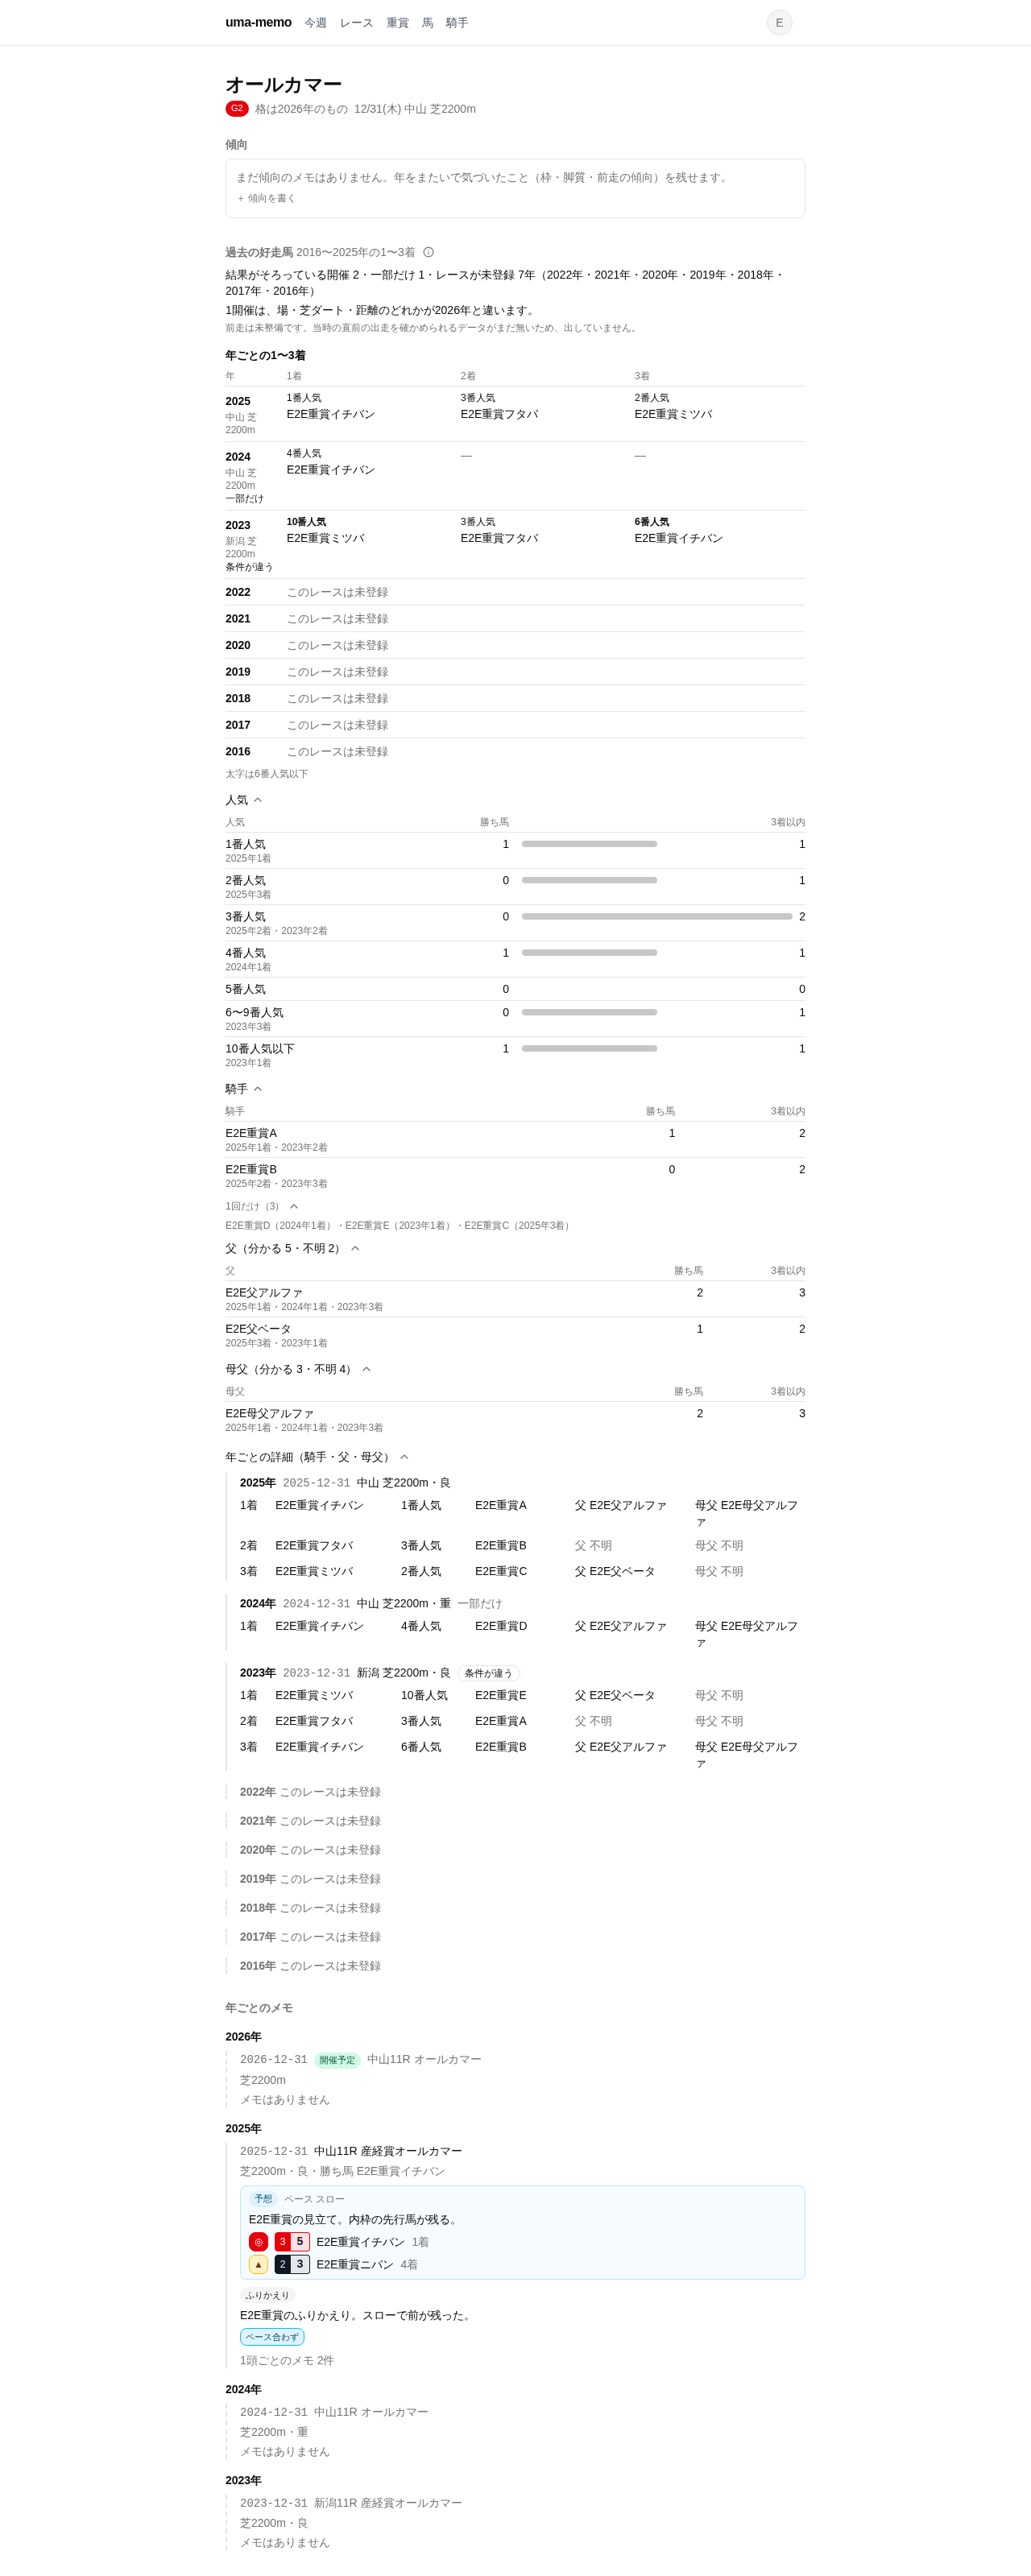 uma-memo 今週 レース 重賞 馬 騎手 E
オールカマー
G2 格は2026年のもの 12/31(木) 中山 芝2200m
傾向
まだ傾向のメモはありません。年をまたいで気づいたこと（枠・脚質・前走の傾向）を残せます。
＋ 傾向を書く
過去の好走馬 2016〜2025年の1〜3着
結果がそろっている開催 2・一部だけ 1・レースが未登録 7年（2022年・2021年・2020年・2019年・2018年・
2017年・2016年）
1開催は、場・芝ダート・距離のどれかが2026年と違います。
前走は未整備です。当時の直前の出走を確かめられるデータがまだ無いため、出していません。
年ごとの1〜3着
年 1着 2着 3着
2025 1番人気 3番人気 2番人気
中山 芝 E2E重賞イチバン E2E重賞フタバ E2E重賞ミツバ
2200m
2024 4番人気 — —
中山 芝 E2E重賞イチバン
2200m
一部だけ
2023 10番人気 3番人気 6番人気
新潟 芝 E2E重賞ミツバ E2E重賞フタバ E2E重賞イチバン
2200m
条件が違う
2022 このレースは未登録
2021 このレースは未登録
2020 このレースは未登録
2019 このレースは未登録
2018 このレースは未登録
2017 このレースは未登録
2016 このレースは未登録
太字は6番人気以下
人気
人気 勝ち馬 3着以内
1番人気 1 1
2025年1着
2番人気 0 1
2025年3着
3番人気 0 2
2025年2着・2023年2着
4番人気 1 1
2024年1着
5番人気 0 0
6〜9番人気 0 1
2023年3着
10番人気以下 1 1
2023年1着
騎手
騎手 勝ち馬 3着以内
E2E重賞A 1 2
2025年1着・2023年2着
E2E重賞B 0 2
2025年2着・2023年3着
1回だけ（3）
E2E重賞D（2024年1着）・E2E重賞E（2023年1着）・E2E重賞C（2025年3着）
父（分かる 5・不明 2）
父 勝ち馬 3着以内
E2E父アルファ 2 3
2025年1着・2024年1着・2023年3着
E2E父ベータ 1 2
2025年3着・2023年1着
母父（分かる 3・不明 4）
母父 勝ち馬 3着以内
E2E母父アルファ 2 3
2025年1着・2024年1着・2023年3着
年ごとの詳細（騎手・父・母父）
2025年 2025-12-31 中山 芝2200m・良
1着 E2E重賞イチバン 1番人気 E2E重賞A 父 E2E父アルファ 母父 E2E母父アルフ
ァ
2着 E2E重賞フタバ 3番人気 E2E重賞B 父 不明 母父 不明
3着 E2E重賞ミツバ 2番人気 E2E重賞C 父 E2E父ベータ 母父 不明
2024年 2024-12-31 中山 芝2200m・重 一部だけ
1着 E2E重賞イチバン 4番人気 E2E重賞D 父 E2E父アルファ 母父 E2E母父アルフ
ァ
2023年 2023-12-31 新潟 芝2200m・良 条件が違う
1着 E2E重賞ミツバ 10番人気 E2E重賞E 父 E2E父ベータ 母父 不明
2着 E2E重賞フタバ 3番人気 E2E重賞A 父 不明 母父 不明
3着 E2E重賞イチバン 6番人気 E2E重賞B 父 E2E父アルファ 母父 E2E母父アルフ
ァ
2022年 このレースは未登録
2021年 このレースは未登録
2020年 このレースは未登録
2019年 このレースは未登録
2018年 このレースは未登録
2017年 このレースは未登録
2016年 このレースは未登録
年ごとのメモ
2026年
2026-12-31 開催予定 中山11R オールカマー
芝2200m
メモはありません
2025年
2025-12-31 中山11R 産経賞オールカマー
芝2200m・良・勝ち馬 E2E重賞イチバン
予想 ペース スロー
E2E重賞の見立て。内枠の先行馬が残る。
◎ 3 5 E2E重賞イチバン 1着
▲ 2 3 E2E重賞ニバン 4着
ふりかえり
E2E重賞のふりかえり。スローで前が残った。
ペース合わず
1頭ごとのメモ 2件
2024年
2024-12-31 中山11R オールカマー
芝2200m・重
メモはありません
2023年
2023-12-31 新潟11R 産経賞オールカマー
芝2200m・良
メモはありません